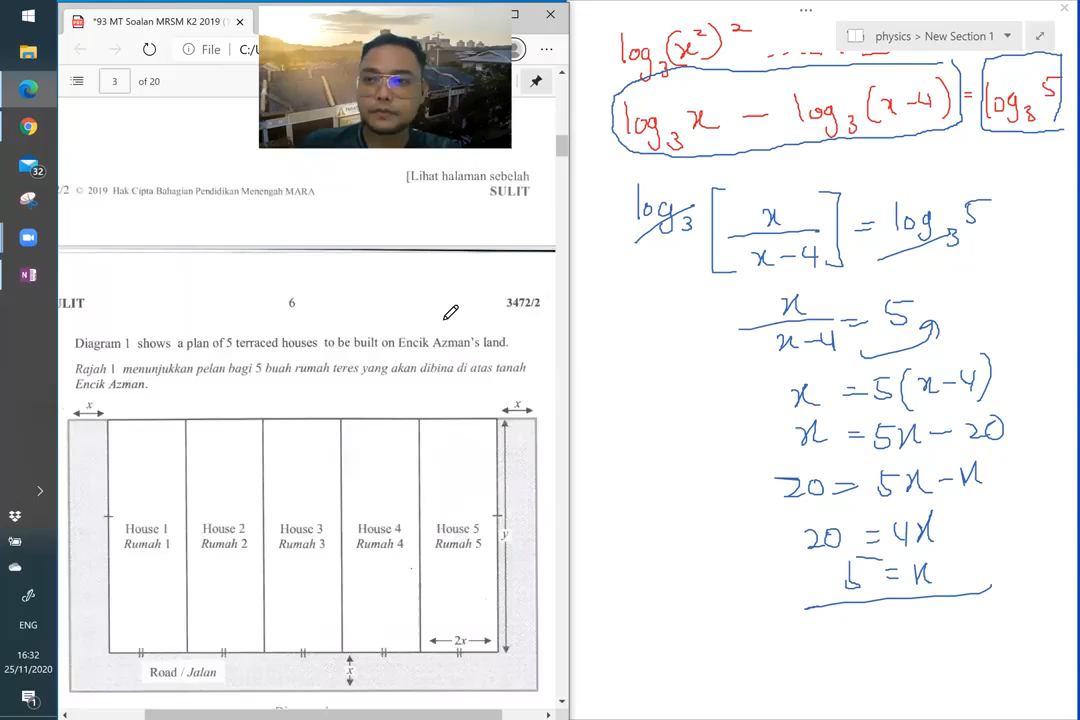 *93 MT Soalan MRSM K2 2019 (
File
C:/
3
of 20
[Lihat halaman sebelah
/2 © 2019 Hak Cipta Bahagian Pendidikan Menengah MARA
SULIT
6
3472/2
Diagram 1 shows a plan of 5 terraced houses to be built on Encik Azman's land.
Rajah 1 menunjukkan pelan bagi 5 buah rumah teres yang akan dibina di atas tanah
Encik Azman.
x
x
House 1
Rumah 1
House 2
Rumah 2
House 3
Rumah 3
House 4
Rumah 4
House 5
Rumah 5
y
2x
Road / Jalan
x
32
ENG
16:32
25/11/2020
1
physics > New Section 1
log₃(x²)²
log₃ x − log₃(x−4) = log₃ 5
log₃ [x/(x−4)] = log₃ 5
x/(x−4) = 5
x = 5(x−4)
x = 5x − 20
20 = 5x − x
20 = 4x
5 = x